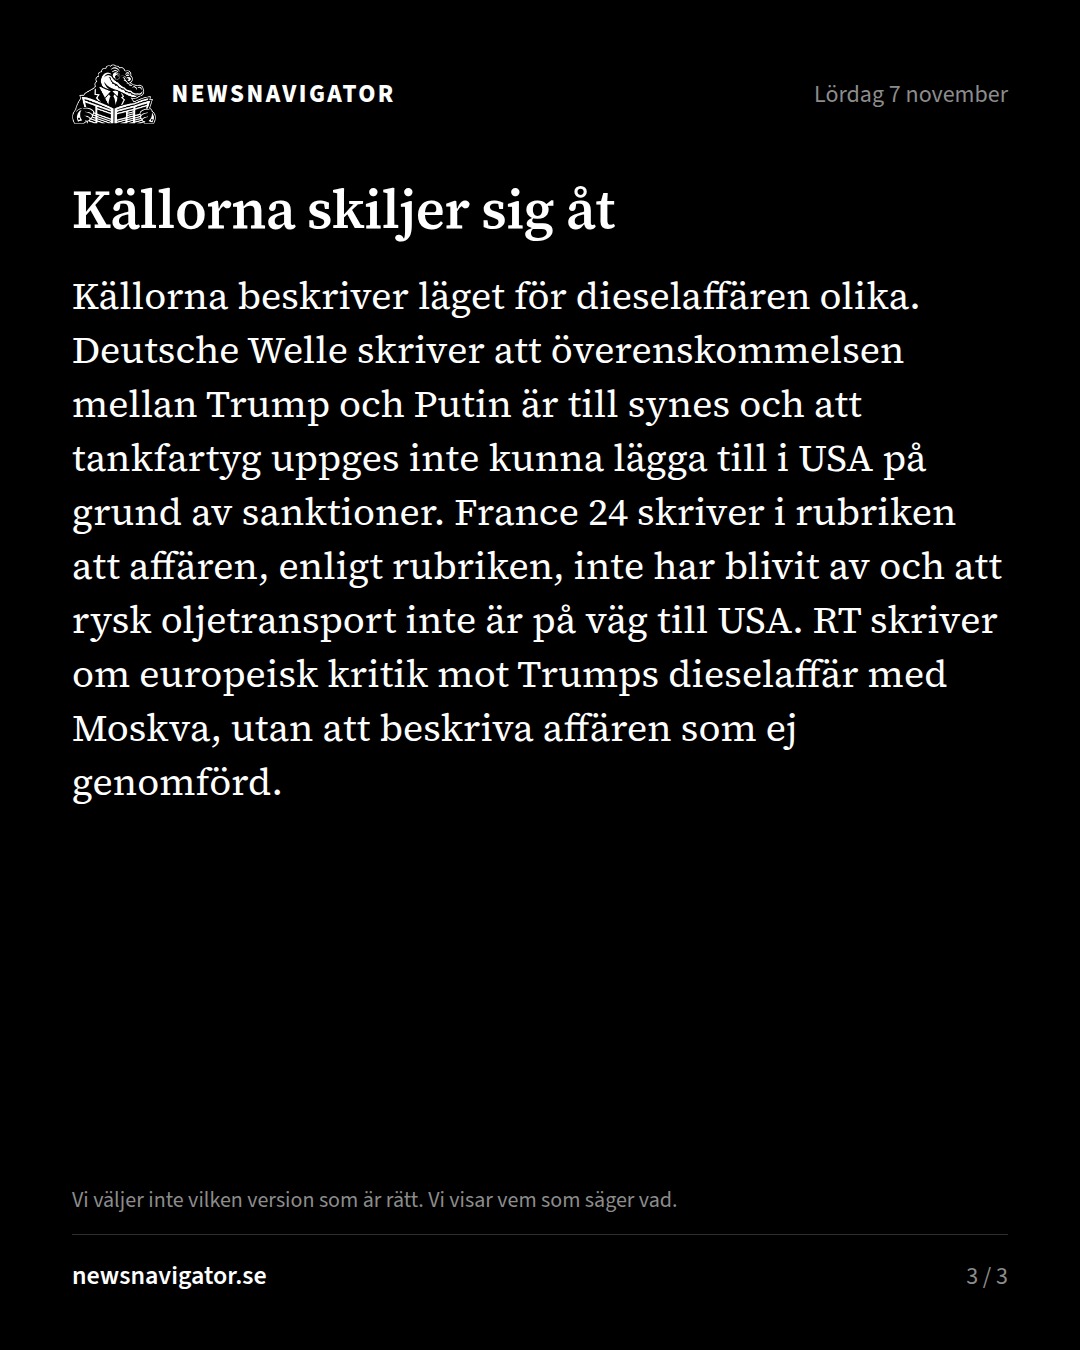 NEWSNAVIGATOR
Lördag 7 november
Källorna skiljer sig åt
Källorna beskriver läget för dieselaffären olika.
Deutsche Welle skriver att överenskommelsen
mellan Trump och Putin är till synes och att
tankfartyg uppges inte kunna lägga till i USA på
grund av sanktioner. France 24 skriver i rubriken
att affären, enligt rubriken, inte har blivit av och att
rysk oljetransport inte är på väg till USA. RT skriver
om europeisk kritik mot Trumps dieselaffär med
Moskva, utan att beskriva affären som ej
genomförd.
Vi väljer inte vilken version som är rätt. Vi visar vem som säger vad.
newsnavigator.se
3 / 3